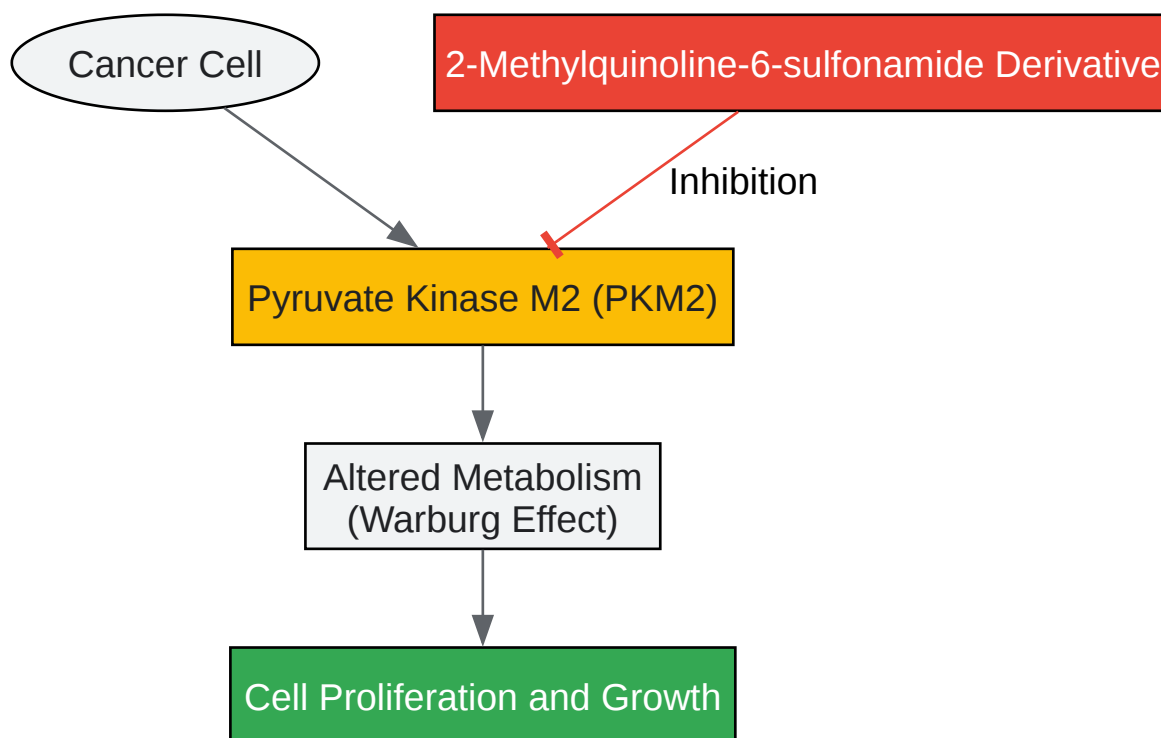 Cancer Cell
2-Methylquinoline-6-sulfonamide Derivative
Inhibition
Pyruvate Kinase M2 (PKM2)
Altered Metabolism
(Warburg Effect)
Cell Proliferation and Growth